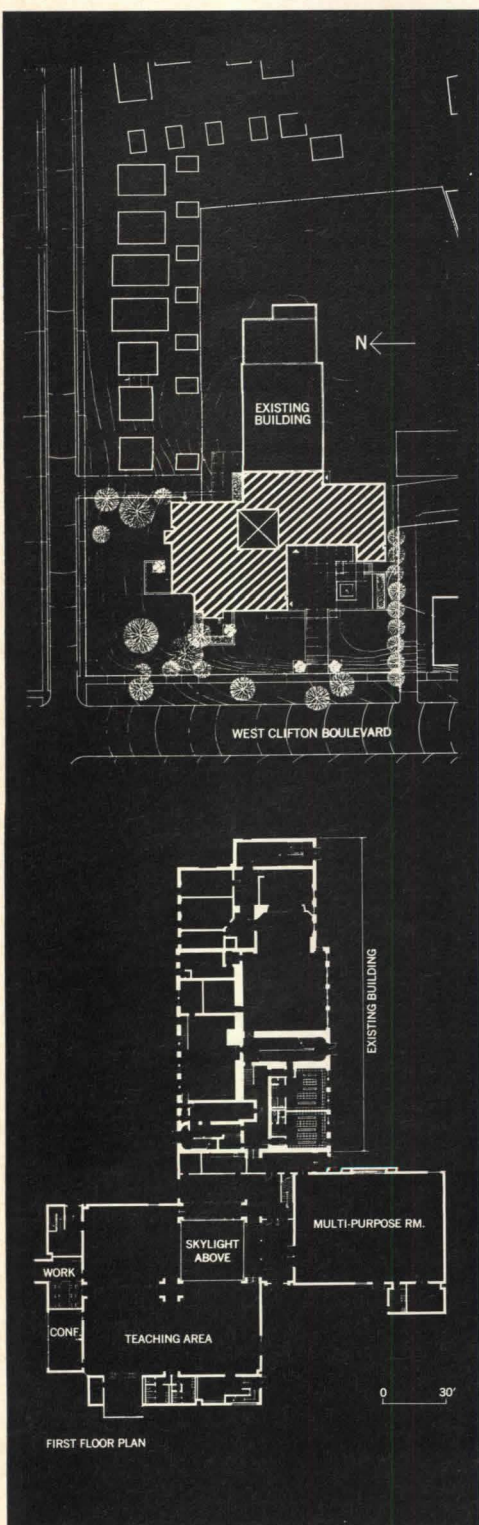 N
EXISTING
BUILDING
WEST CLIFTON BOULEVARD
EXISTING BUILDING
MULTI-PURPOSE RM.
SKYLIGHT
ABOVE
WORK
CONF.
TEACHING AREA
0 30'
FIRST FLOOR PLAN